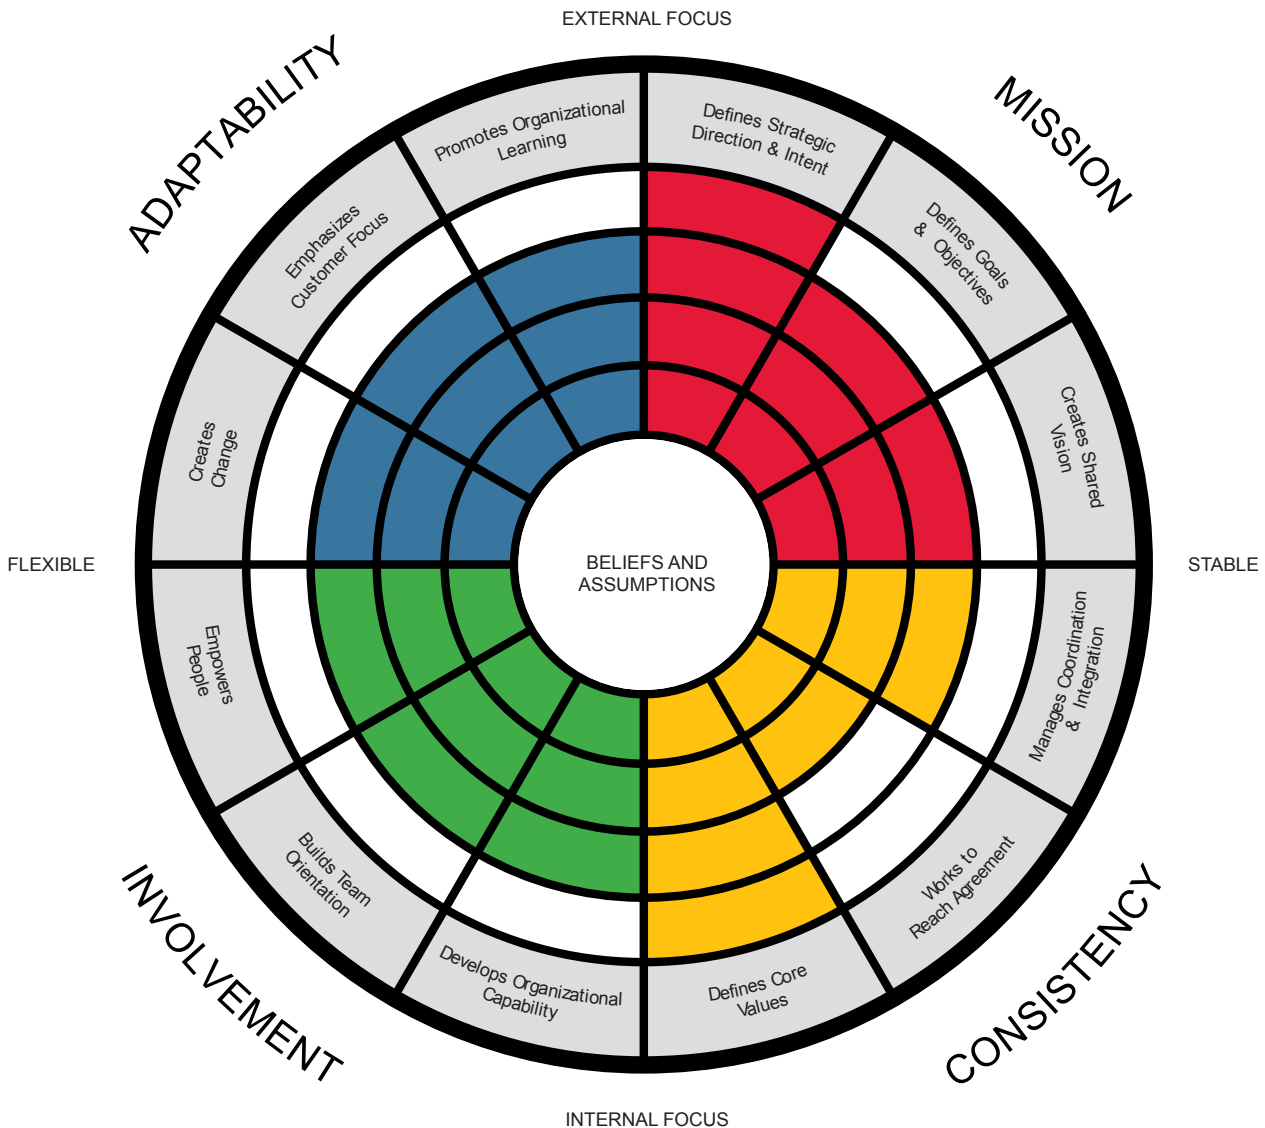 EXTERNAL FOCUS
ADAPTABILITY
MISSION
Promotes Organizational
Learning
Defines Strategic
Direction & Intent
Emphasizes
Customer Focus
Defines Goals
& Objectives
Creates
Change
Creates Shared
Vision
FLEXIBLE
BELIEFS AND
ASSUMPTIONS
STABLE
Empowers
People
Manages Coordination
& Integration
Builds Team
Orientation
Works to
Reach Agreement
Develops Organizational
Capability
Defines Core
Values
INVOLVEMENT
CONSISTENCY
INTERNAL FOCUS